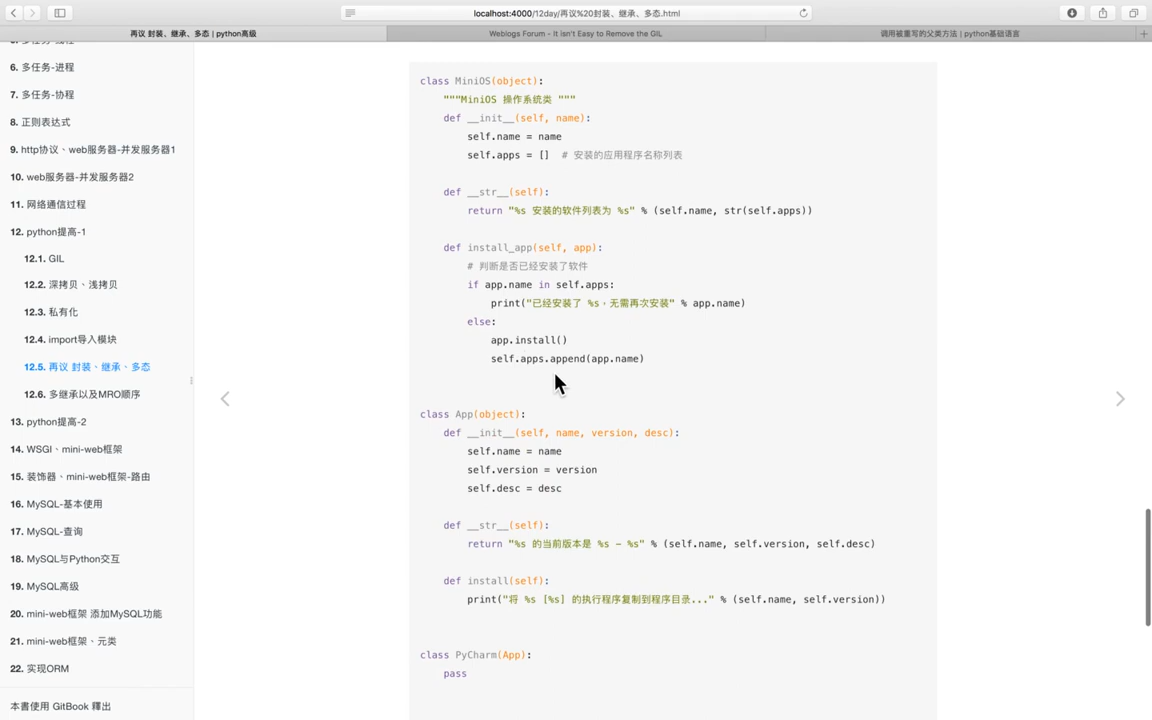 localhost:4000/12day/再议%20封装、继承、多态.html
再议 封装、继承、多态 | python高级
Weblogs Forum - It isn't Easy to Remove the GIL
调用被重写的父类方法 | python基础语言
6. 多任务-进程
7. 多任务-协程
8. 正则表达式
9. http协议、web服务器-并发服务器1
10. web服务器-并发服务器2
11. 网络通信过程
12. python提高-1
12.1. GIL
12.2. 深拷贝、浅拷贝
12.3. 私有化
12.4. import导入模块
12.5. 再议 封装、继承、多态
12.6. 多继承以及MRO顺序
13. python提高-2
14. WSGI、mini-web框架
15. 装饰器、mini-web框架-路由
16. MySQL-基本使用
17. MySQL-查询
18. MySQL与Python交互
19. MySQL高级
20. mini-web框架 添加MySQL功能
21. mini-web框架、元类
22. 实现ORM
本書使用 GitBook 釋出
class MiniOS(object):
"""MiniOS 操作系统类 """
def __init__(self, name):
self.name = name
self.apps = [] # 安装的应用程序名称列表
def __str__(self):
return "%s 安装的软件列表为 %s" % (self.name, str(self.apps))
def install_app(self, app):
# 判断是否已经安装了软件
if app.name in self.apps:
print("已经安装了 %s，无需再次安装" % app.name)
else:
app.install()
self.apps.append(app.name)
class App(object):
def __init__(self, name, version, desc):
self.name = name
self.version = version
self.desc = desc
def __str__(self):
return "%s 的当前版本是 %s - %s" % (self.name, self.version, self.desc)
def install(self):
print("将 %s [%s] 的执行程序复制到程序目录..." % (self.name, self.version))
class PyCharm(App):
pass